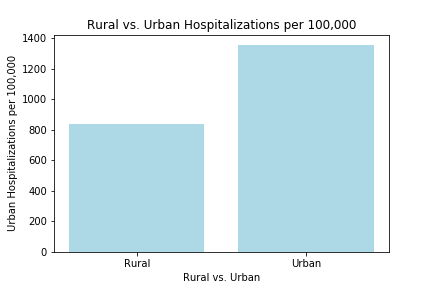 Rural vs. Urban Hospitalizations per 100,000
Urban Hospitalizations per 100,000
1400
1200
1000
800
600
400
200
0
Rural
Urban
Rural vs. Urban